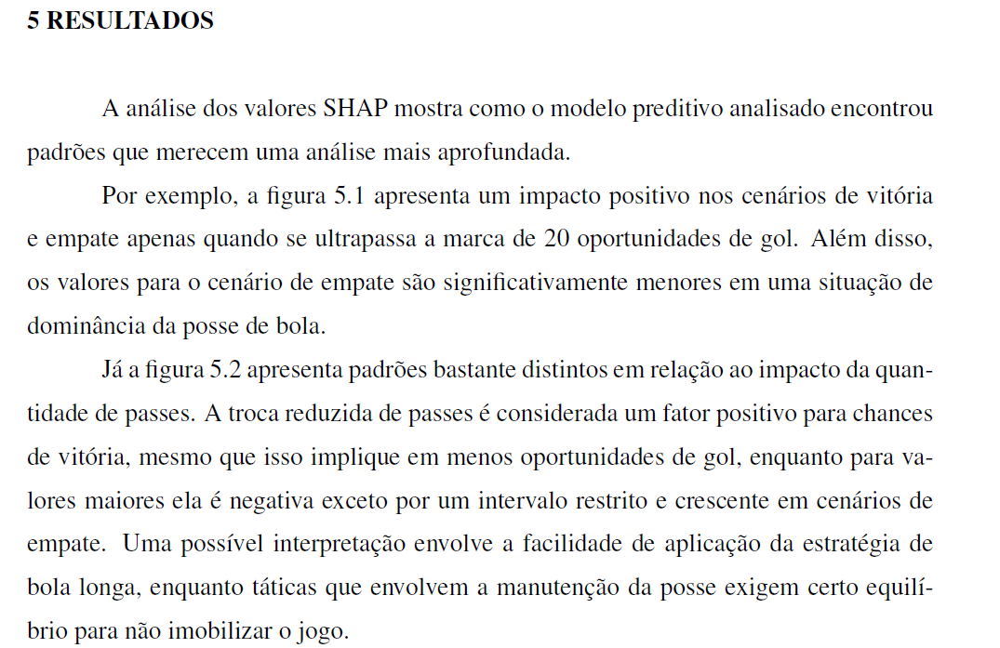 5 RESULTADOS
A análise dos valores SHAP mostra como o modelo preditivo analisado encontrou
padrões que merecem uma análise mais aprofundada.
Por exemplo, a figura 5.1 apresenta um impacto positivo nos cenários de vitória
e empate apenas quando se ultrapassa a marca de 20 oportunidades de gol. Além disso,
os valores para o cenário de empate são significativamente menores em uma situação de
dominância da posse de bola.
Já a figura 5.2 apresenta padrões bastante distintos em relação ao impacto da quan-
tidade de passes. A troca reduzida de passes é considerada um fator positivo para chances
de vitória, mesmo que isso implique em menos oportunidades de gol, enquanto para va-
lores maiores ela é negativa exceto por um intervalo restrito e crescente em cenários de
empate. Uma possível interpretação envolve a facilidade de aplicação da estratégia de
bola longa, enquanto táticas que envolvem a manutenção da posse exigem certo equilí-
brio para não imobilizar o jogo.